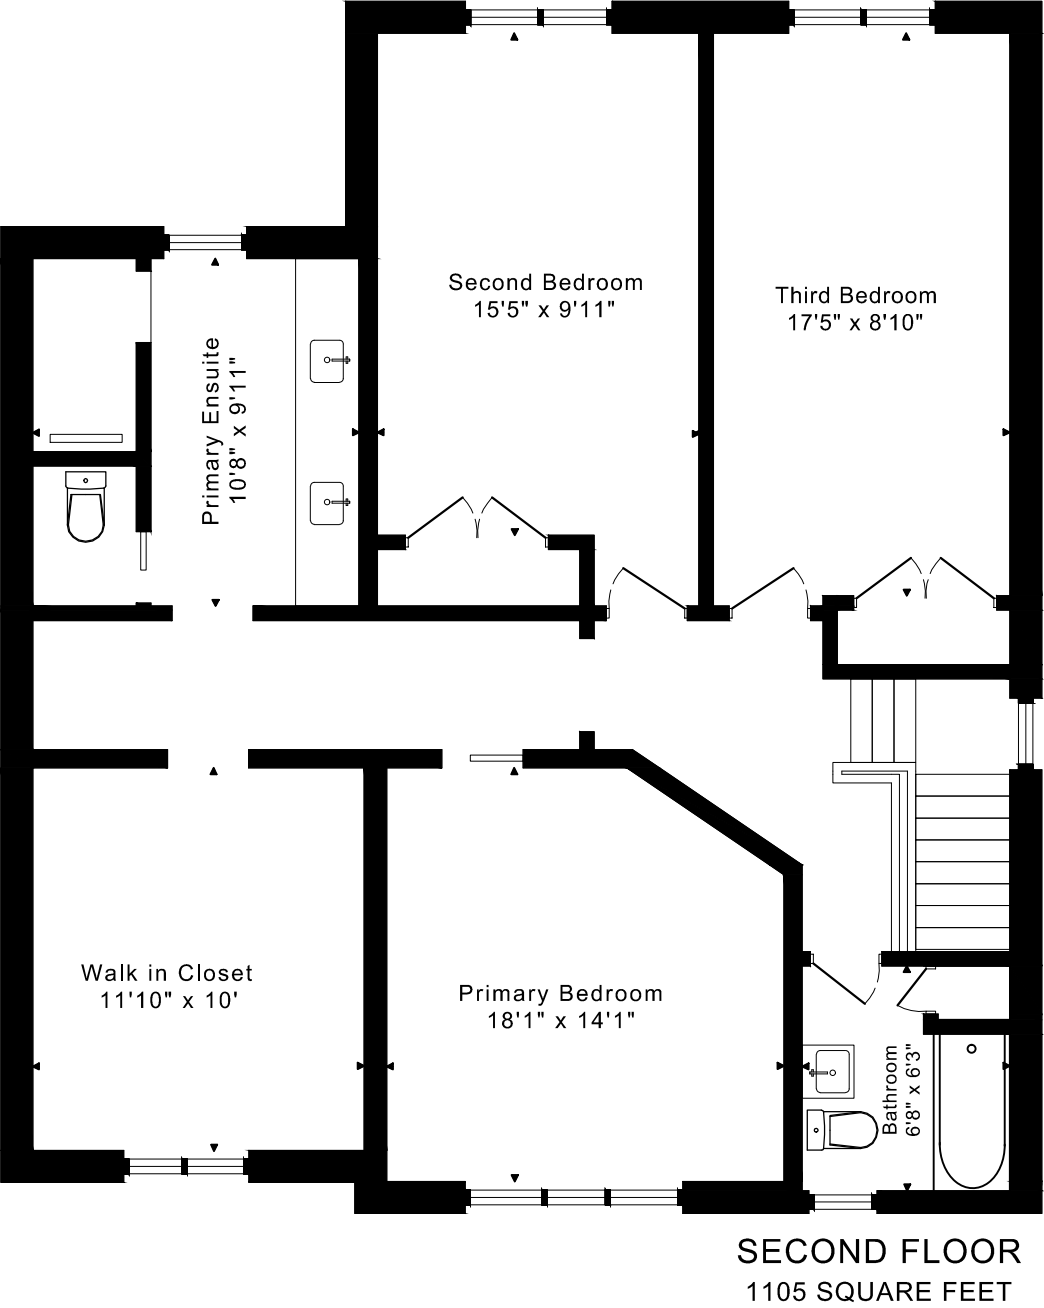 Second Bedroom
15'5" x 9'11"
Third Bedroom
17'5" x 8'10"
Primary Ensuite
10'8" x 9'11"
Walk in Closet
11'10" x 10'
Primary Bedroom
18'1" x 14'1"
Bathroom
6'8" x 6'3"
SECOND FLOOR
1105 SQUARE FEET